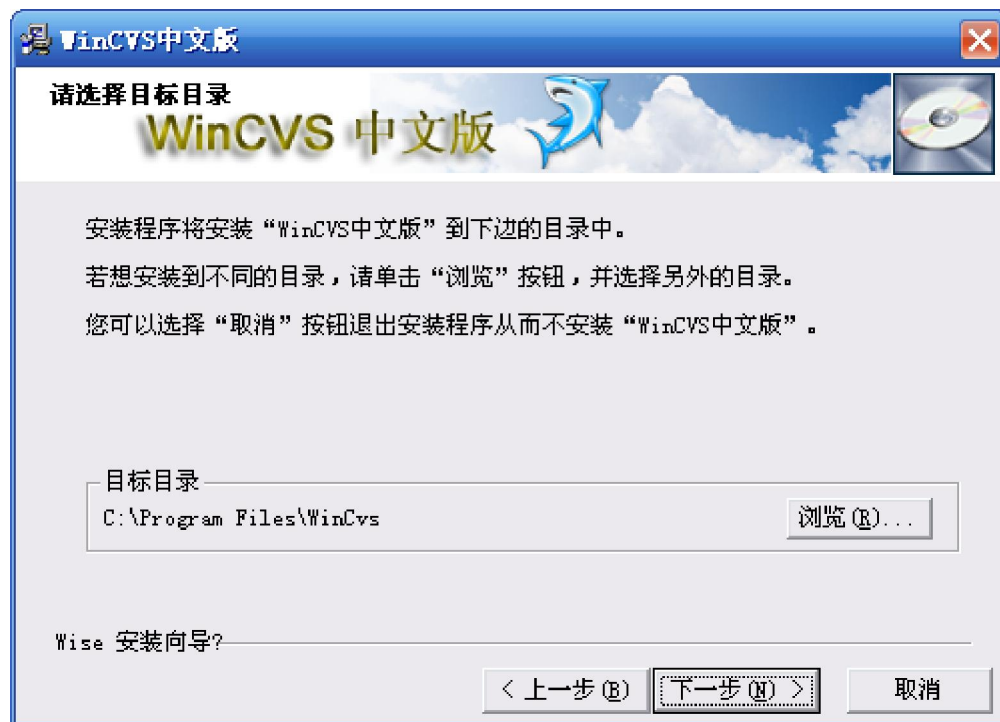 WinCVS中文版
请选择目标目录
WinCVS 中文版
安装程序将安装“WinCVS中文版”到下边的目录中。
若想安装到不同的目录，请单击“浏览”按钮，并选择另外的目录。
您可以选择“取消”按钮退出安装程序从而不安装“WinCVS中文版”。
目标目录
C:\Program Files\WinCvs
浏览(R)...
Wise 安装向导?
< 上一步(B)
下一步(N) >
取消